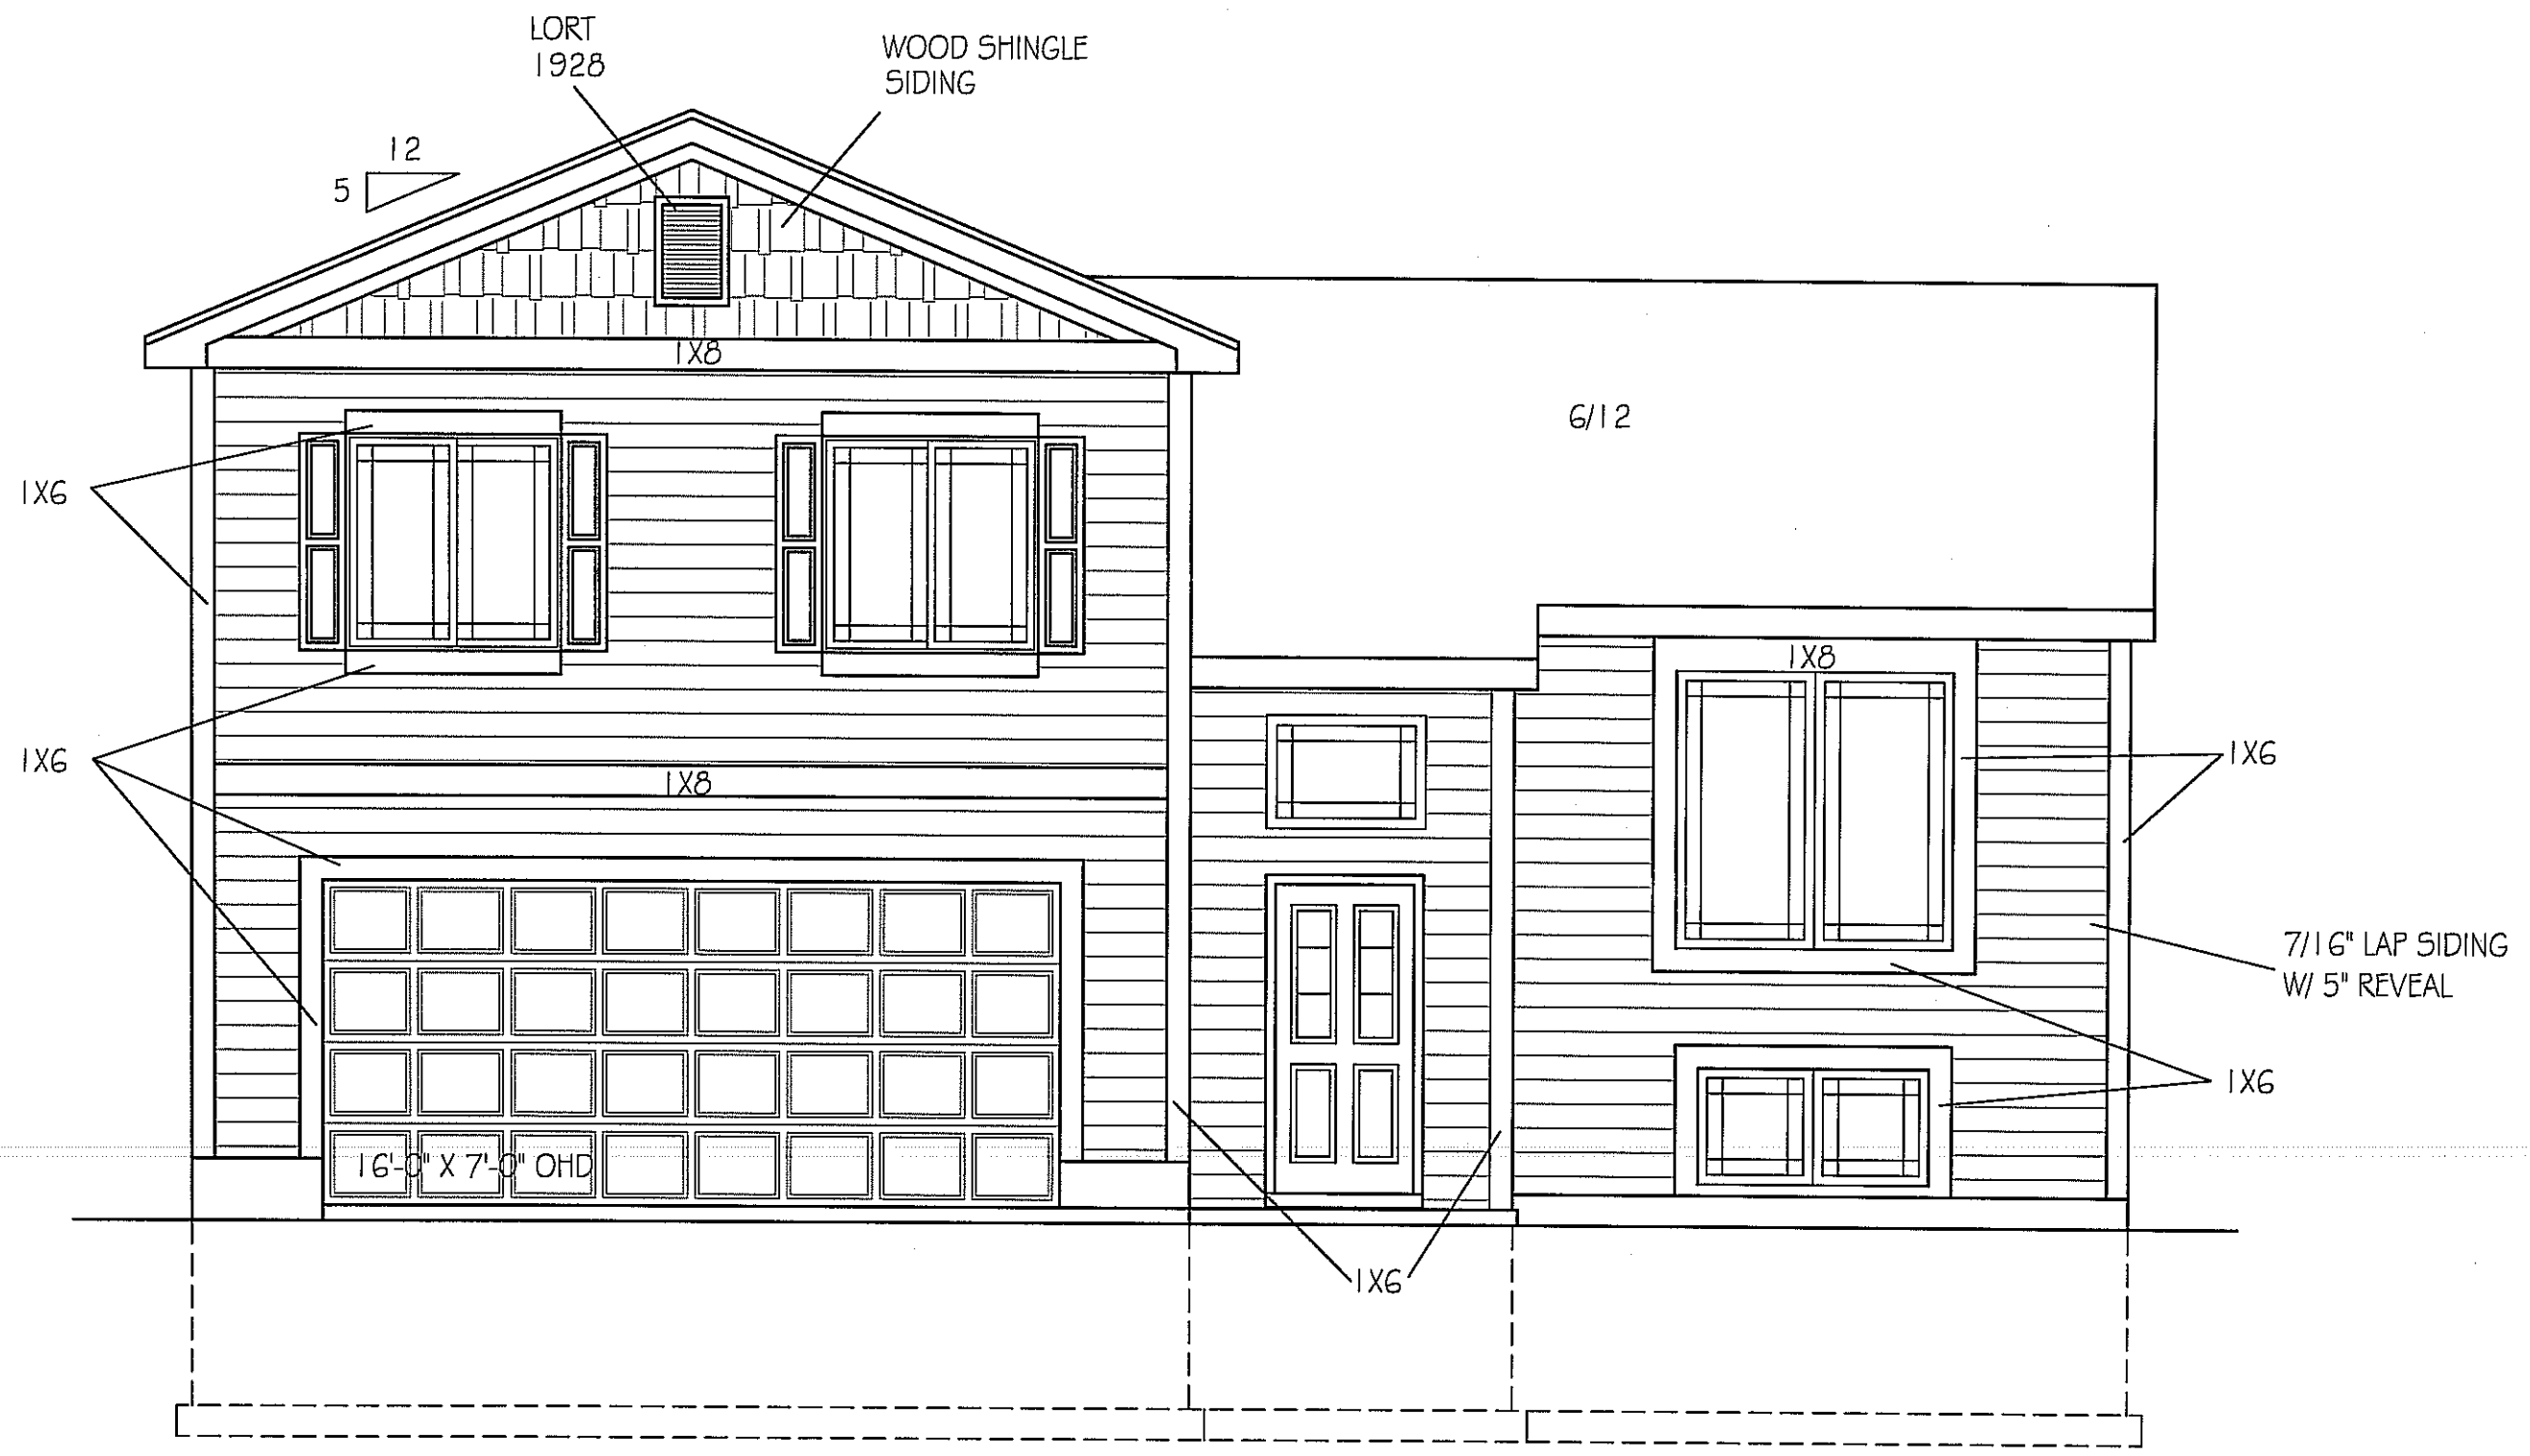 LORT
1928
WOOD SHINGLE
SIDING
12
5
1X8
6/12
1X6
1X8
1X6
1X8
1X6
7/16" LAP SIDING
W/ 5" REVEAL
1X6
16'-0" X 7'-0" OHD
1X6